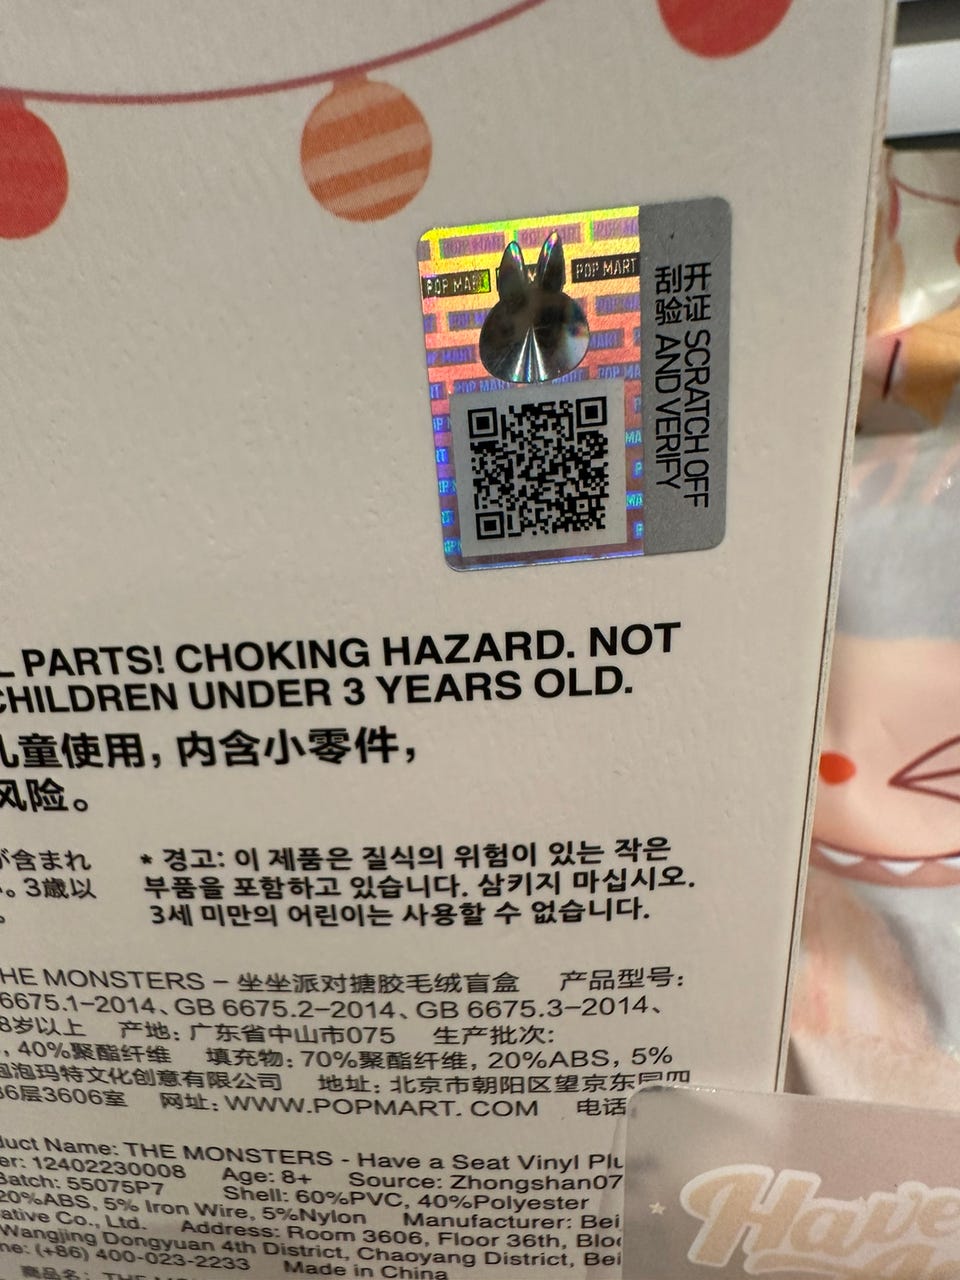 POP MART
POP MART
POP MART
开证 SCRATCH OFF
刮验 AND VERIFY
PARTS! CHOKING HAZARD. NOT
CHILDREN UNDER 3 YEARS OLD.
儿童使用，内含小零件，
风险。
が含まれ
。3歳以
。
* 경고: 이 제품은 질식의 위험이 있는 작은
부품을 포함하고 있습니다. 삼키지 마십시오.
3세 미만의 어린이는 사용할 수 없습니다.
THE MONSTERS – 坐坐派对搪胶毛绒盲盒 产品型号:
6675.1–2014、GB 6675.2–2014、GB 6675.3–2014、
8岁以上 产地: 广东省中山市075 生产批次:
, 40%聚酯纤维 填充物: 70%聚酯纤维, 20%ABS, 5%
泡泡玛特文化创意有限公司 地址: 北京市朝阳区望京东园四
36层3606室 网址: WWW.POPMART. COM 电话
Name: THE MONSTERS - Have a Seat Vinyl
12402230008 Age: 8+ Source: Zhongshan07
Batch: 55075P7 Shell: 60%PVC, 40%Polyester
20%ABS, 5% Iron Wire, 5%Nylon Manufacturer: Bei
Co., Ltd. Address: Room 3606, Floor 36th,
Wangjing Dongyuan 4th District, Chaoyang District, Bei
(+86) 400-023-2233 Made in China
商品名: THE
Have